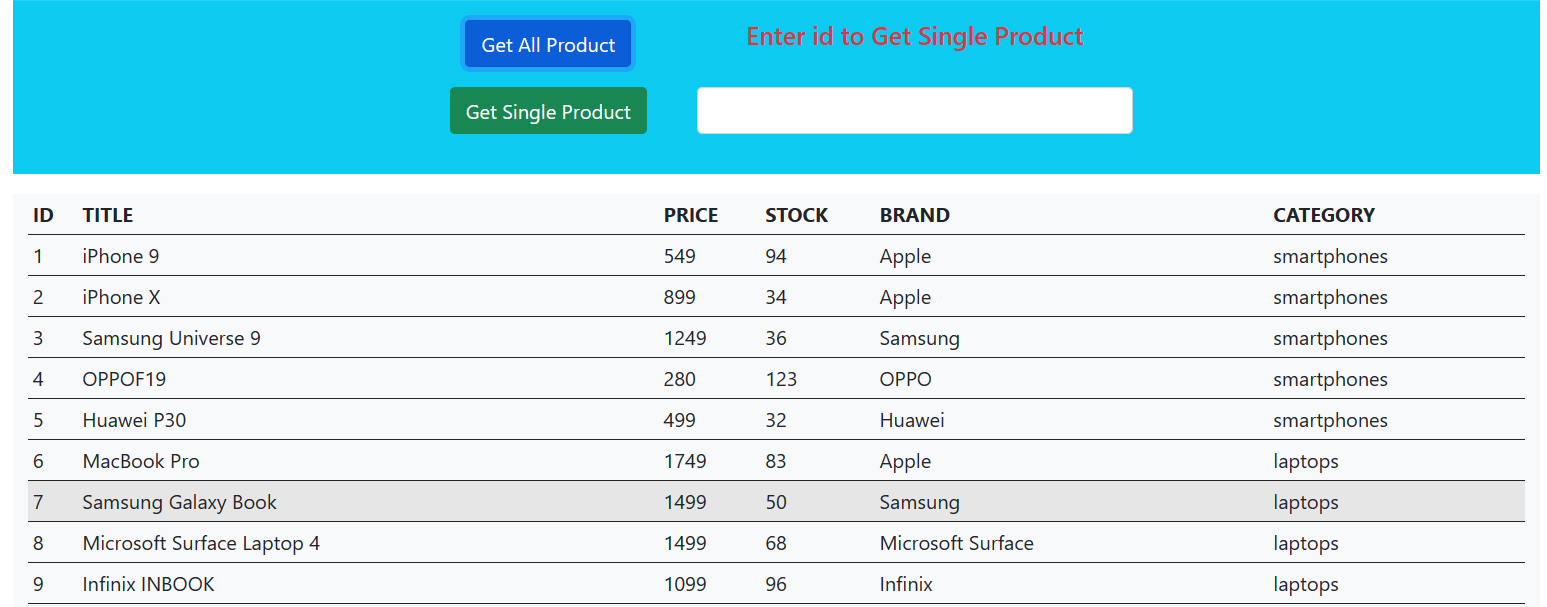 Get All Product
Enter id to Get Single Product
Get Single Product
ID TITLE PRICE STOCK BRAND CATEGORY
1 iPhone 9 549 94 Apple smartphones
2 iPhone X 899 34 Apple smartphones
3 Samsung Universe 9 1249 36 Samsung smartphones
4 OPPOF19 280 123 OPPO smartphones
5 Huawei P30 499 32 Huawei smartphones
6 MacBook Pro 1749 83 Apple laptops
7 Samsung Galaxy Book 1499 50 Samsung laptops
8 Microsoft Surface Laptop 4 1499 68 Microsoft Surface laptops
9 Infinix INBOOK 1099 96 Infinix laptops